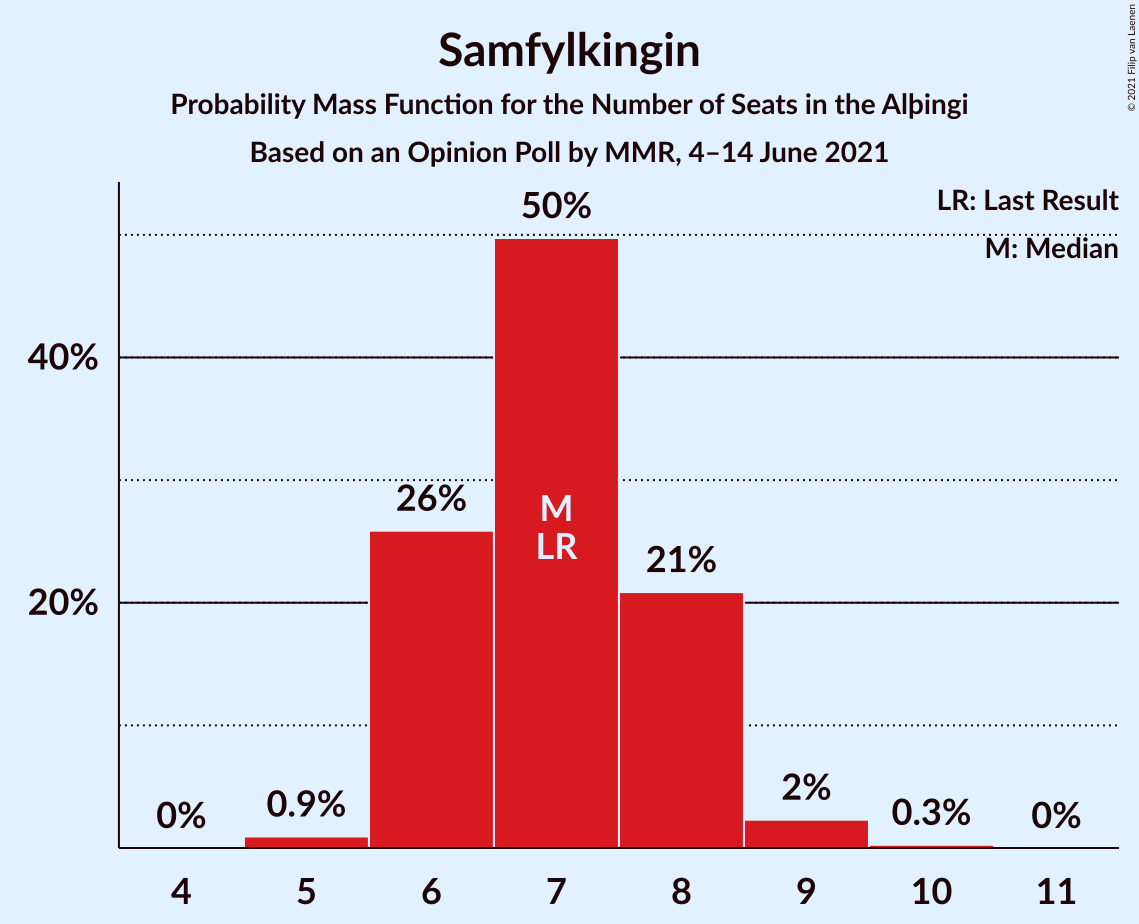 Samfylkingin
Probability Mass Function for the Number of Seats in the Alþingi
Based on an Opinion Poll by MMR, 4–14 June 2021
© 2021 Filip van Laenen
LR: Last Result
M: Median
50%
40%
26%
M
LR
21%
20%
0%
0.9%
2%
0.3%
0%
4
5
6
7
8
9
10
11